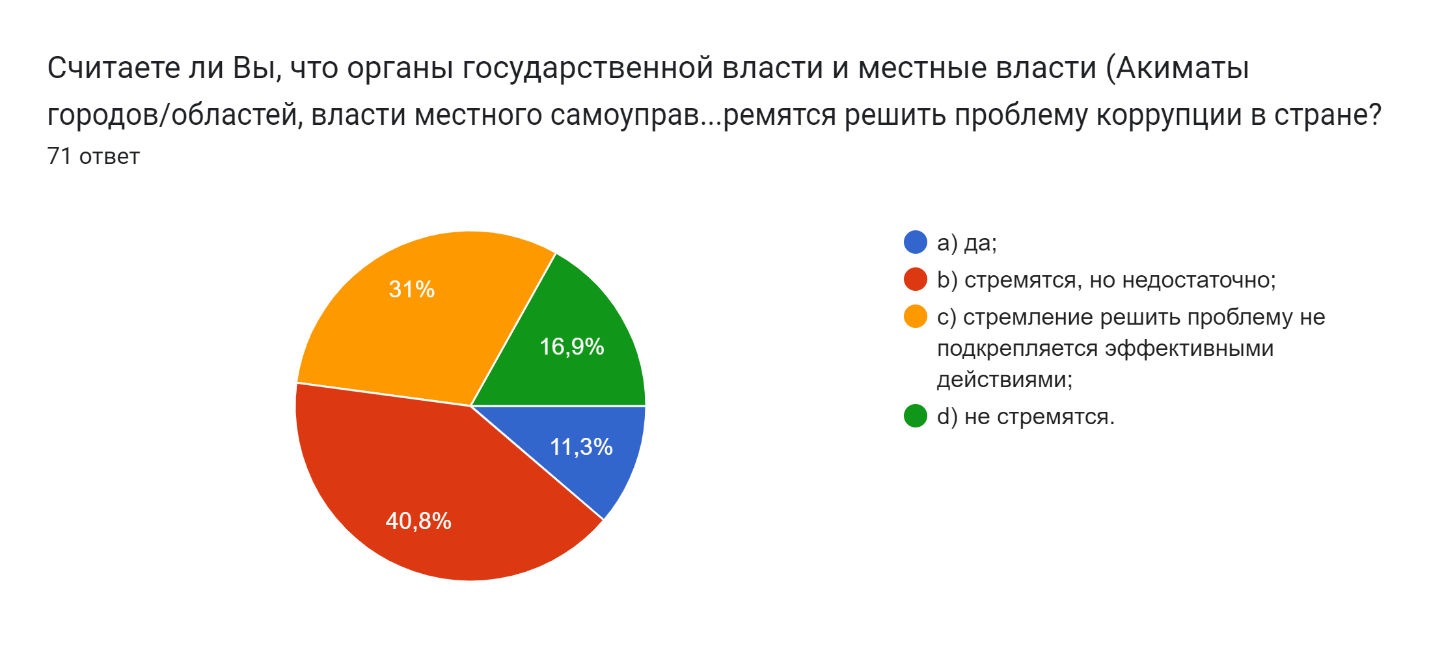 Считаете ли Вы, что органы государственной власти и местные власти (Акиматы
городов/областей, власти местного самоуправ...ремятся решить проблему коррупции в стране?
71 ответ
31%
16,9%
11,3%
40,8%
a) да;
b) стремятся, но недостаточно;
c) стремление решить проблему не
подкрепляется эффективными
действиями;
d) не стремятся.